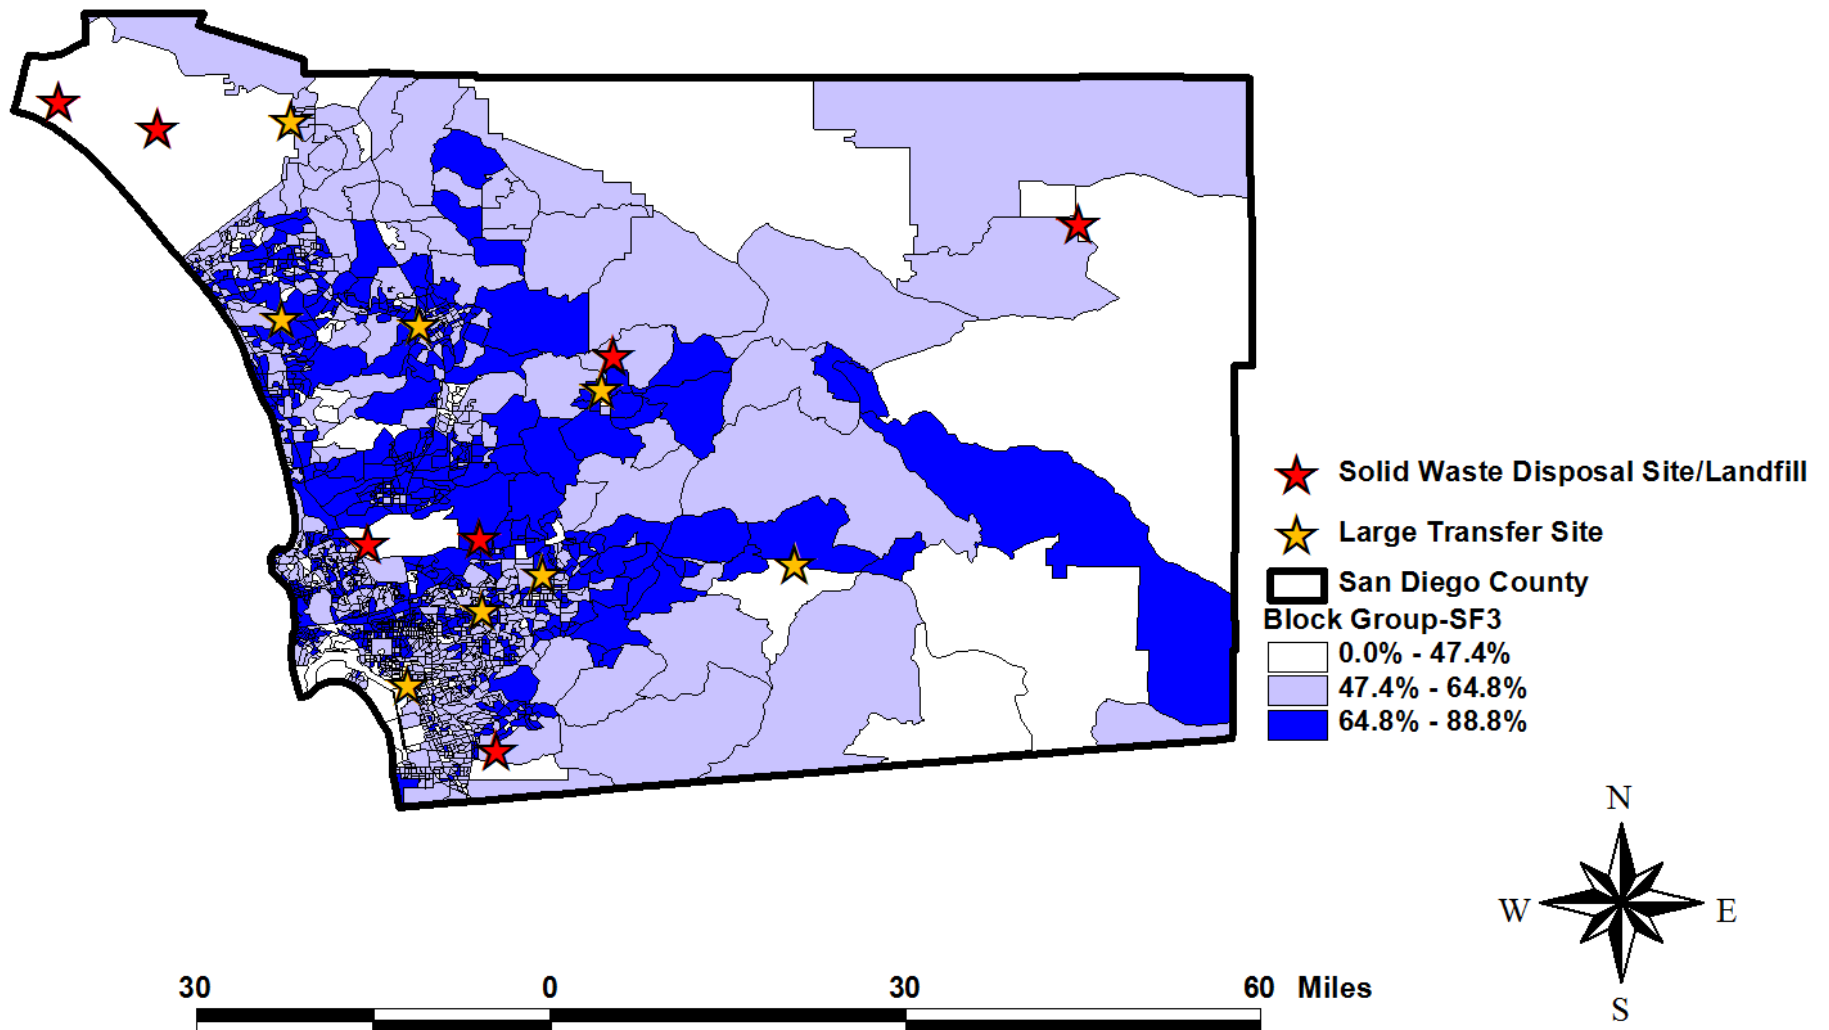 Solid Waste Disposal Site/Landfill
Large Transfer Site
San Diego County
Block Group-SF3
0.0% - 47.4%
47.4% - 64.8%
64.8% - 88.8%
N
W E
S
30 0 30 60 Miles